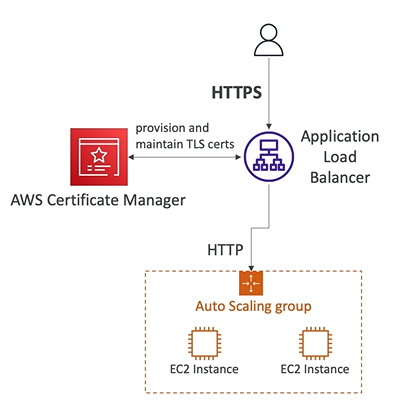 HTTPS
provision and
maintain TLS certs
Application
Load
Balancer
AWS Certificate Manager
HTTP
Auto Scaling group
EC2 Instance
EC2 Instance